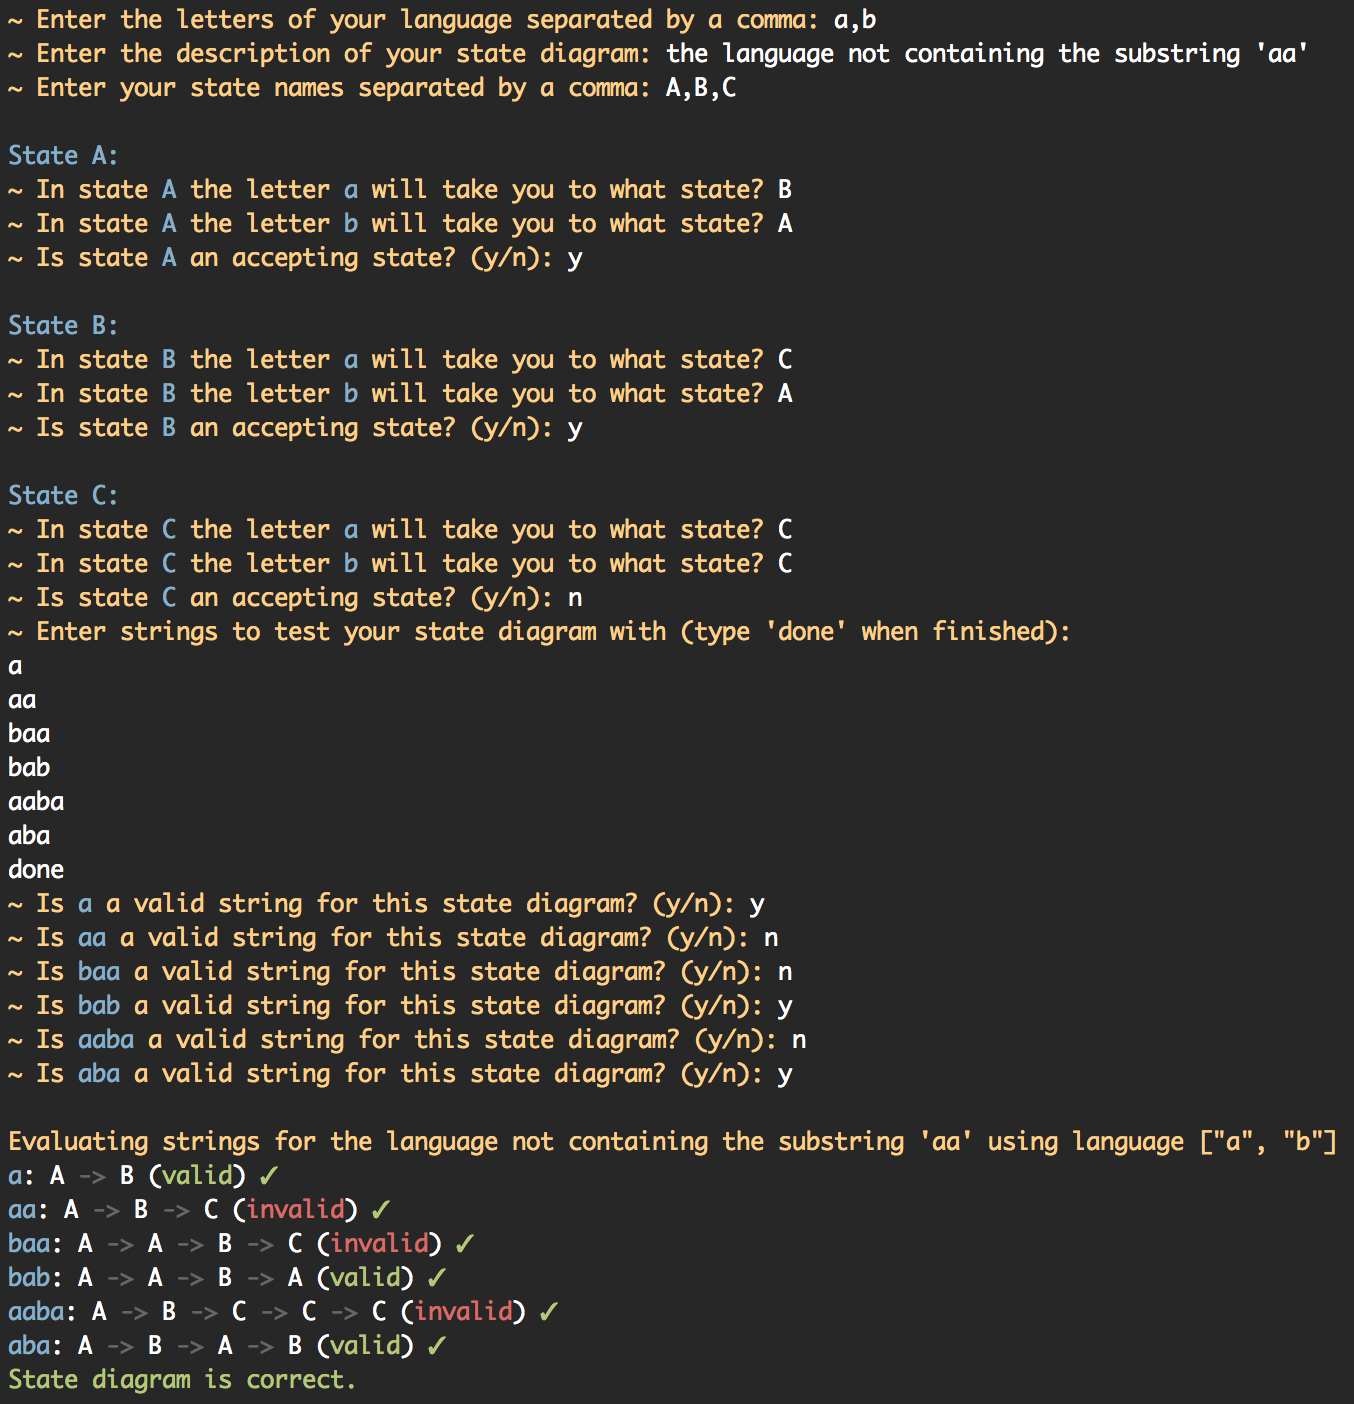 ~ Enter the letters of your language separated by a comma: a,b
~ Enter the description of your state diagram: the language not containing the substring 'aa'
~ Enter your state names separated by a comma: A,B,C
State A:
~ In state A the letter a will take you to what state? B
~ In state A the letter b will take you to what state? A
~ Is state A an accepting state? (y/n): y
State B:
~ In state B the letter a will take you to what state? C
~ In state B the letter b will take you to what state? A
~ Is state B an accepting state? (y/n): y
State C:
~ In state C the letter a will take you to what state? C
~ In state C the letter b will take you to what state? C
~ Is state C an accepting state? (y/n): n
~ Enter strings to test your state diagram with (type 'done' when finished):
a
aa
baa
bab
aaba
aba
done
~ Is a a valid string for this state diagram? (y/n): y
~ Is aa a valid string for this state diagram? (y/n): n
~ Is baa a valid string for this state diagram? (y/n): n
~ Is bab a valid string for this state diagram? (y/n): y
~ Is aaba a valid string for this state diagram? (y/n): n
~ Is aba a valid string for this state diagram? (y/n): y
Evaluating strings for the language not containing the substring 'aa' using language ["a", "b"]
a: A -> B (valid) ✓
aa: A -> B -> C (invalid) ✓
baa: A -> A -> B -> C (invalid) ✓
bab: A -> A -> B -> A (valid) ✓
aaba: A -> B -> C -> C -> C (invalid) ✓
aba: A -> B -> A -> B (valid) ✓
State diagram is correct.